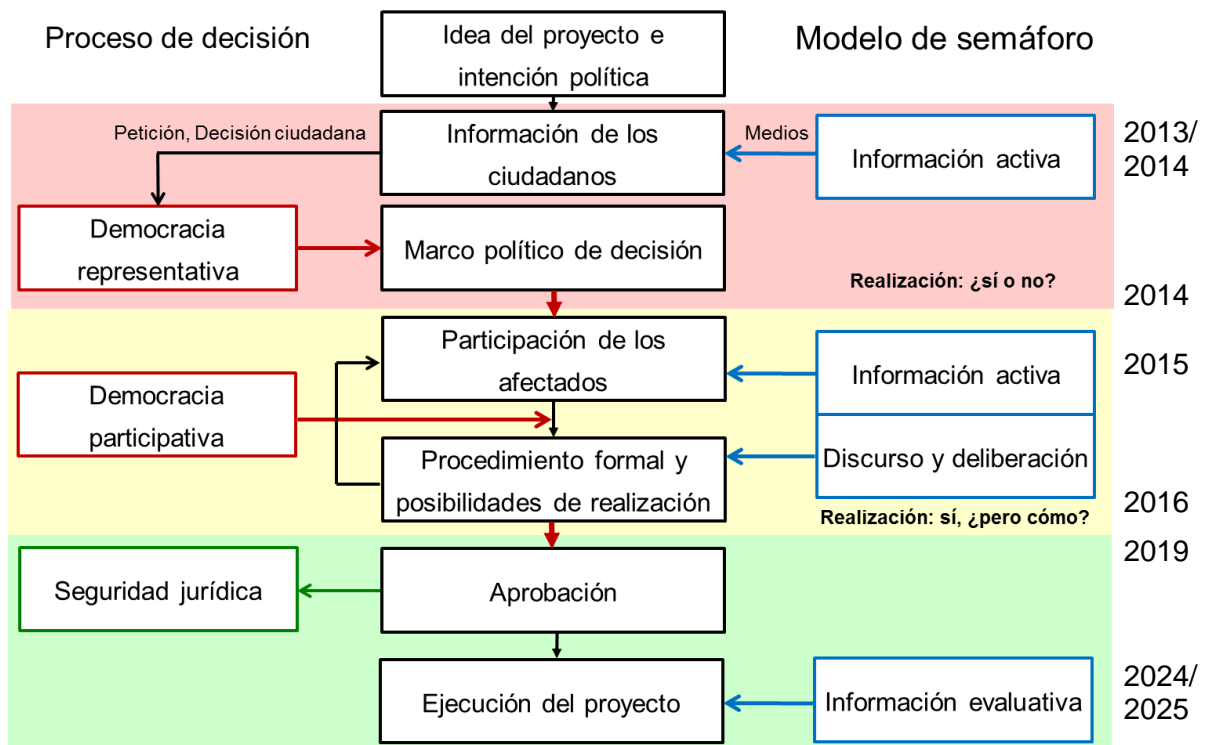 Proceso de decisión
Idea del proyecto e
intención política
Modelo de semáforo
Petición, Decisión ciudadana
Información de los
ciudadanos
Medios
Información activa
2013/
2014
Democracia
representativa
Marco político de decisión
Realización: ¿sí o no?
2014
Participación de los
afectados
Información activa
2015
Democracia
participativa
Procedimiento formal y
posibilidades de realización
Discurso y deliberación
Realización: sí, ¿pero cómo?
2016
2019
Seguridad jurídica
Aprobación
Ejecución del proyecto
Información evaluativa
2024/
2025